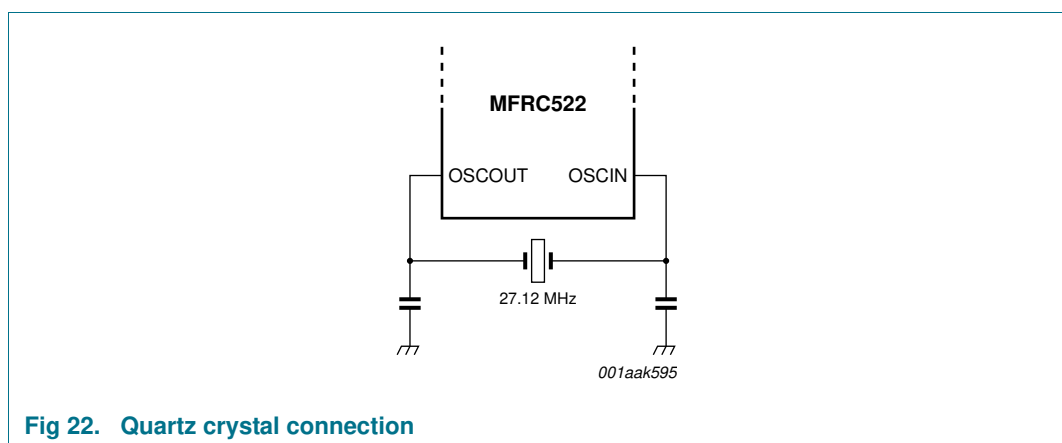 MFRC522
OSCOUT OSCIN
27.12 MHz
001aak595
Fig 22. Quartz crystal connection